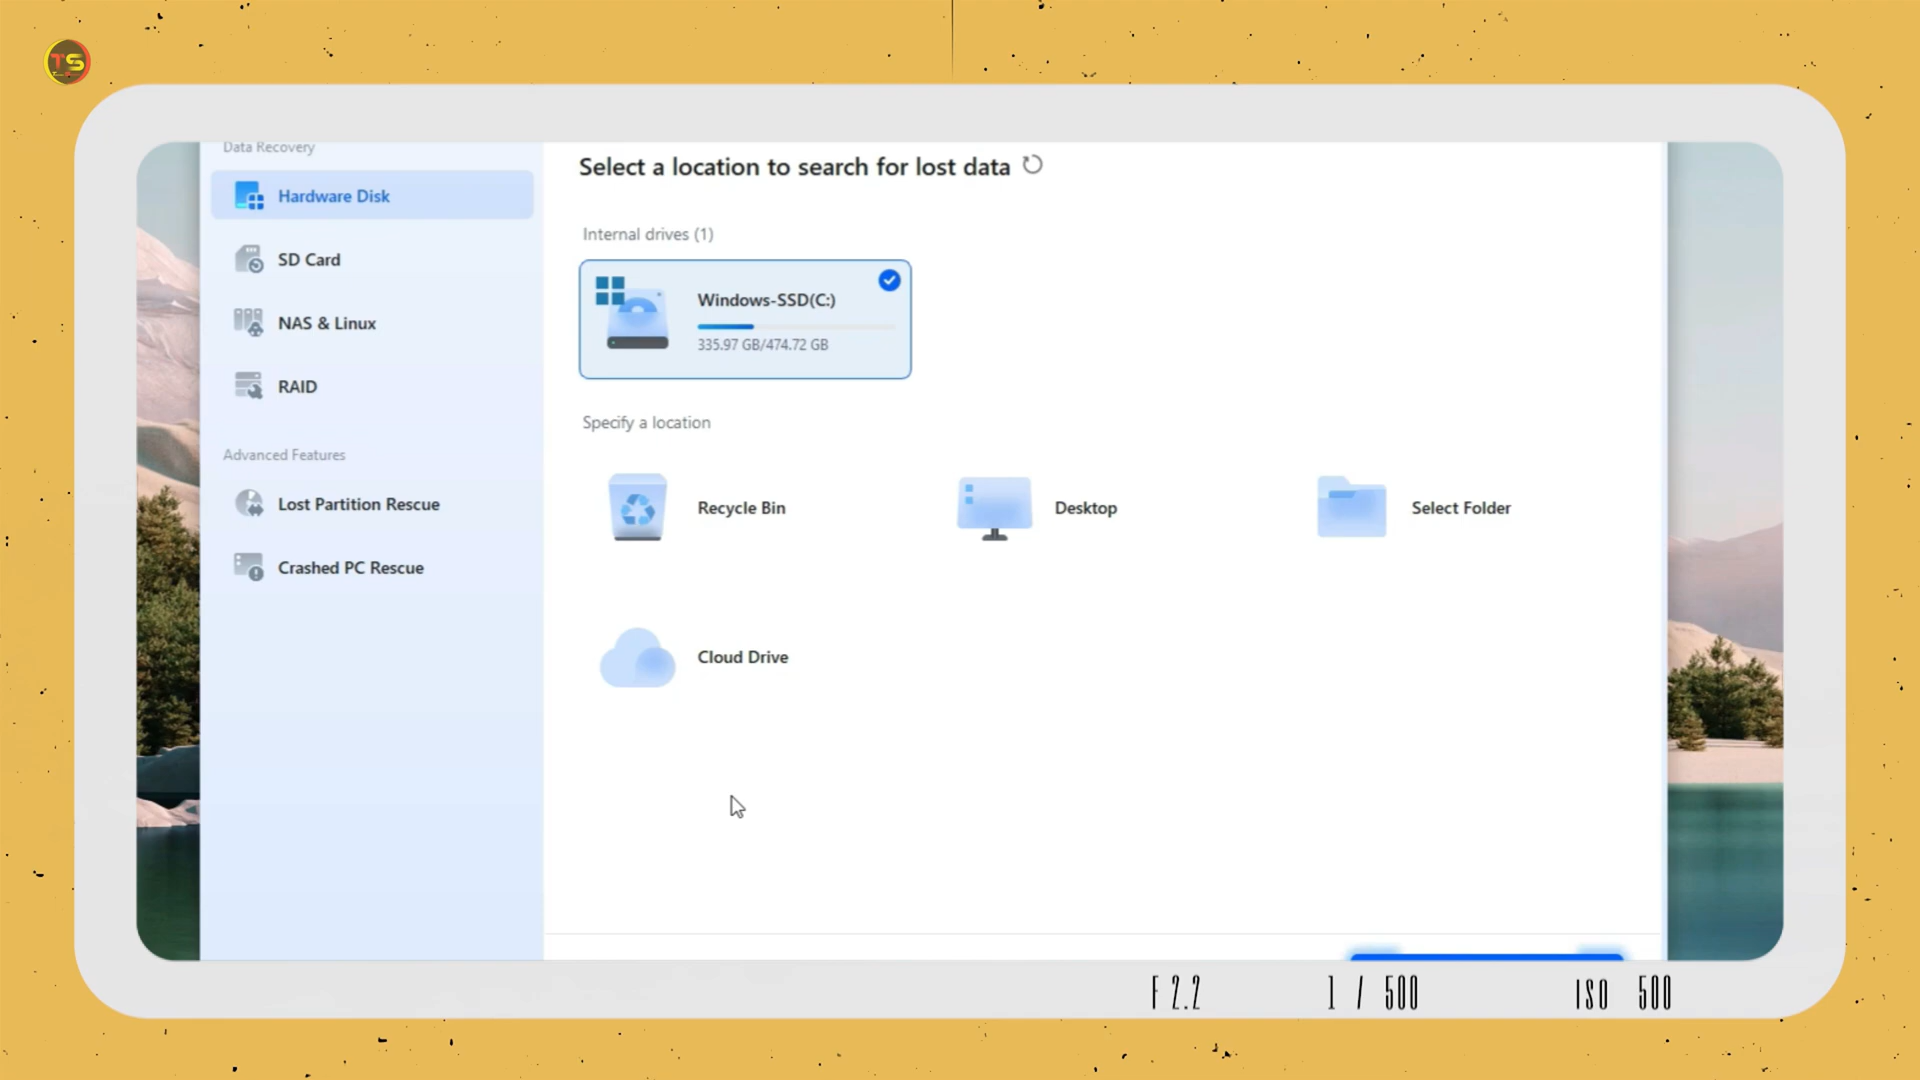 TS
Data Recovery
Hardware Disk
SD Card
NAS & Linux
RAID
Advanced Features
Lost Partition Rescue
Crashed PC Rescue
Select a location to search for lost data
Internal drives (1)
Windows-SSD(C:)
335.97 GB/474.72 GB
Specify a location
Recycle Bin
Desktop
Select Folder
Cloud Drive
F 2.2 1 / 500 ISO 500